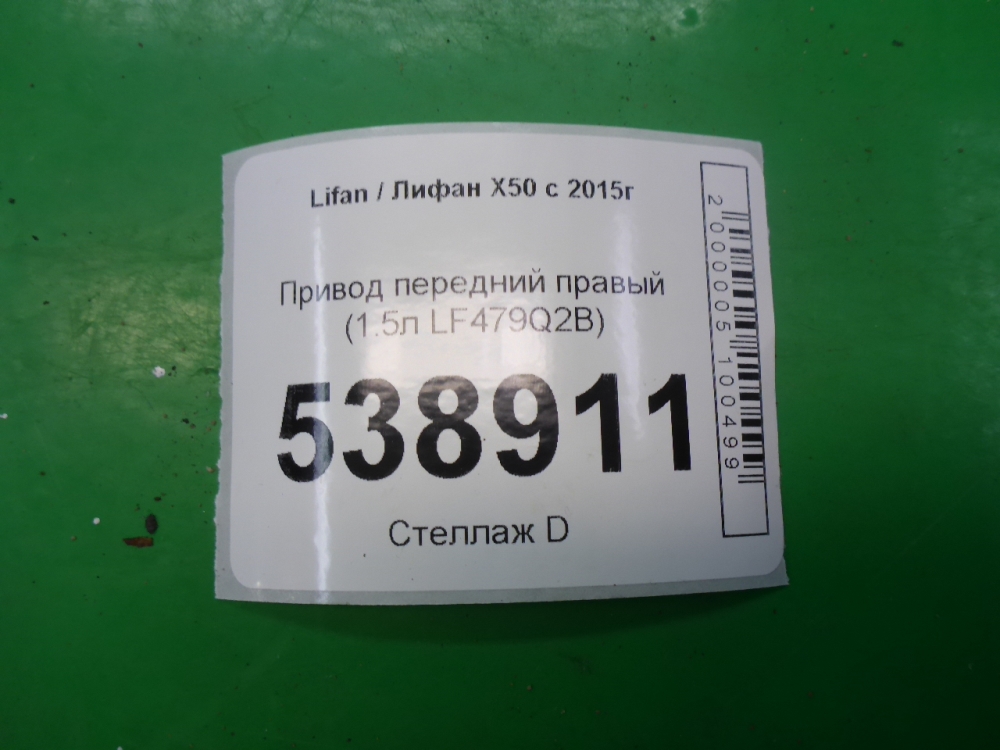 Lifan / Лифан X50 с 2015г
Привод передний правый
(1.5л LF479Q2B)
538911
Стеллаж D
2000005100499